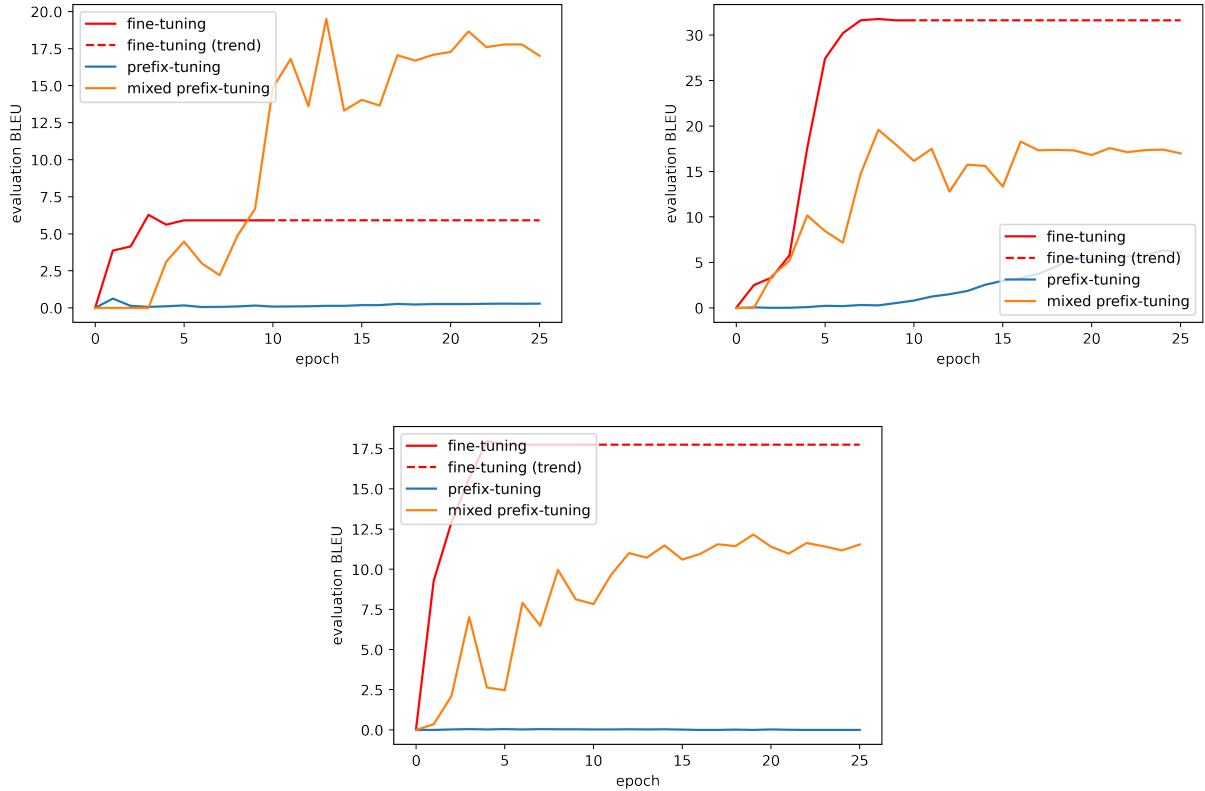 20.0
17.5
15.0
12.5
10.0
7.5
5.0
2.5
0.0
evaluation BLEU
fine-tuning
fine-tuning (trend)
prefix-tuning
mixed prefix-tuning
0 5 10 15 20 25
epoch
30
25
20
15
10
5
0
evaluation BLEU
fine-tuning
fine-tuning (trend)
prefix-tuning
mixed prefix-tuning
0 5 10 15 20 25
epoch
17.5
15.0
12.5
10.0
7.5
5.0
2.5
0.0
evaluation BLEU
fine-tuning
fine-tuning (trend)
prefix-tuning
mixed prefix-tuning
0 5 10 15 20 25
epoch